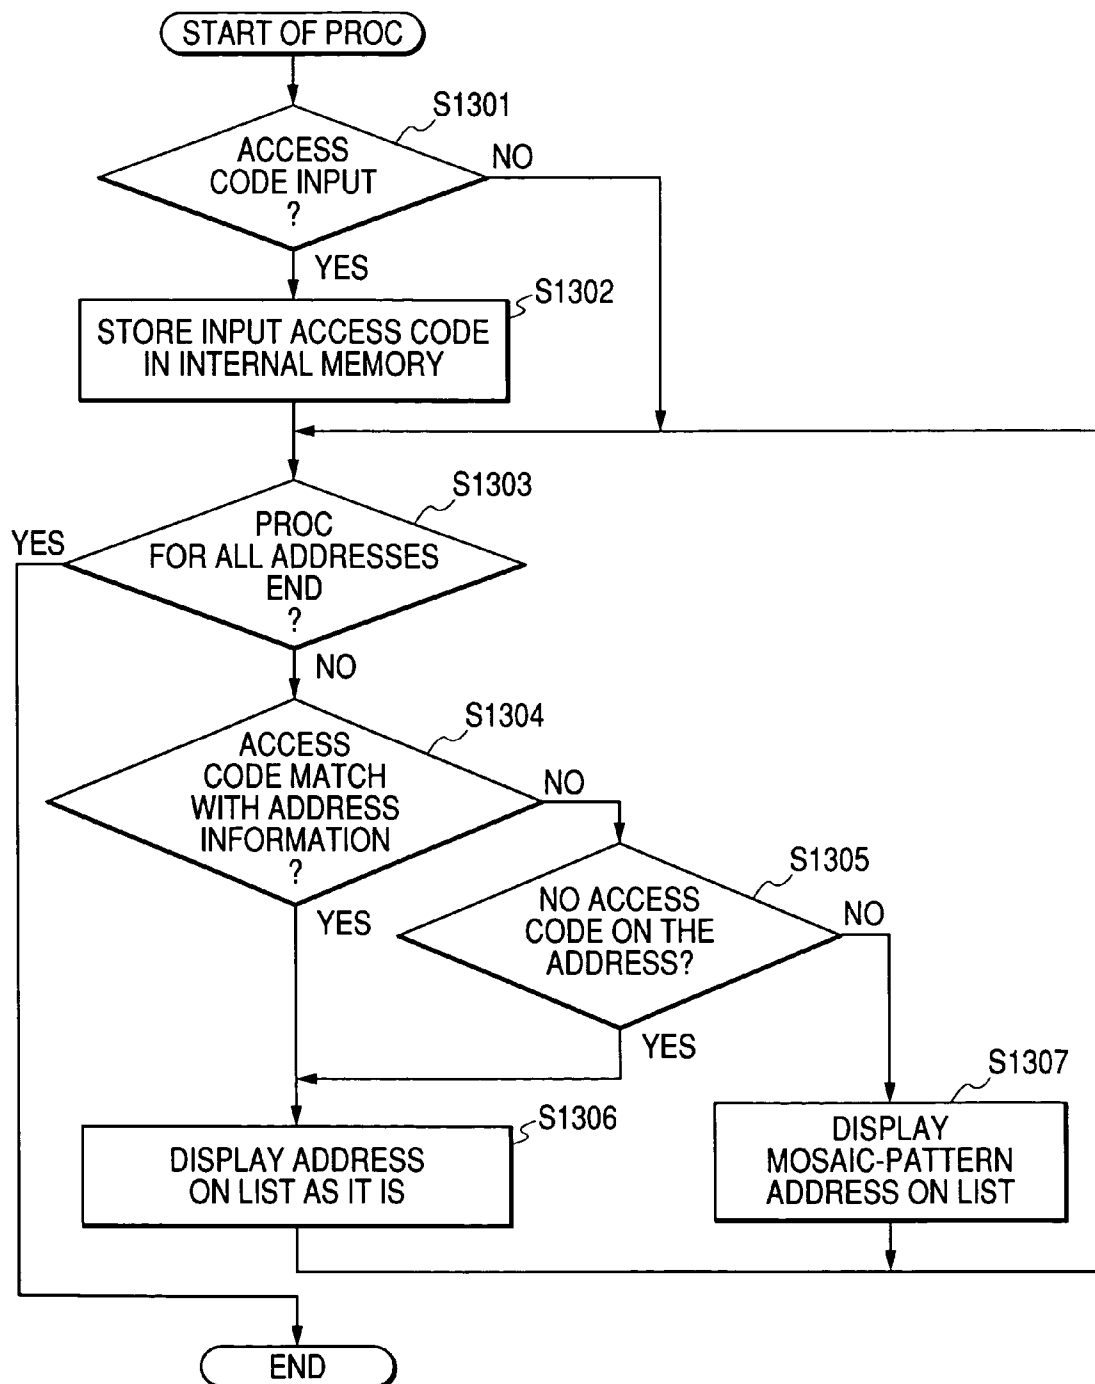 START OF PROC
S1301
ACCESS
CODE INPUT
?
NO
YES
S1302
STORE INPUT ACCESS CODE
IN INTERNAL MEMORY
S1303
PROC
FOR ALL ADDRESSES
END
?
YES
NO
S1304
ACCESS
CODE MATCH
WITH ADDRESS
INFORMATION
?
NO
YES
S1305
NO ACCESS
CODE ON THE
ADDRESS?
NO
YES
S1306
DISPLAY ADDRESS
ON LIST AS IT IS
S1307
DISPLAY
MOSAIC-PATTERN
ADDRESS ON LIST
END